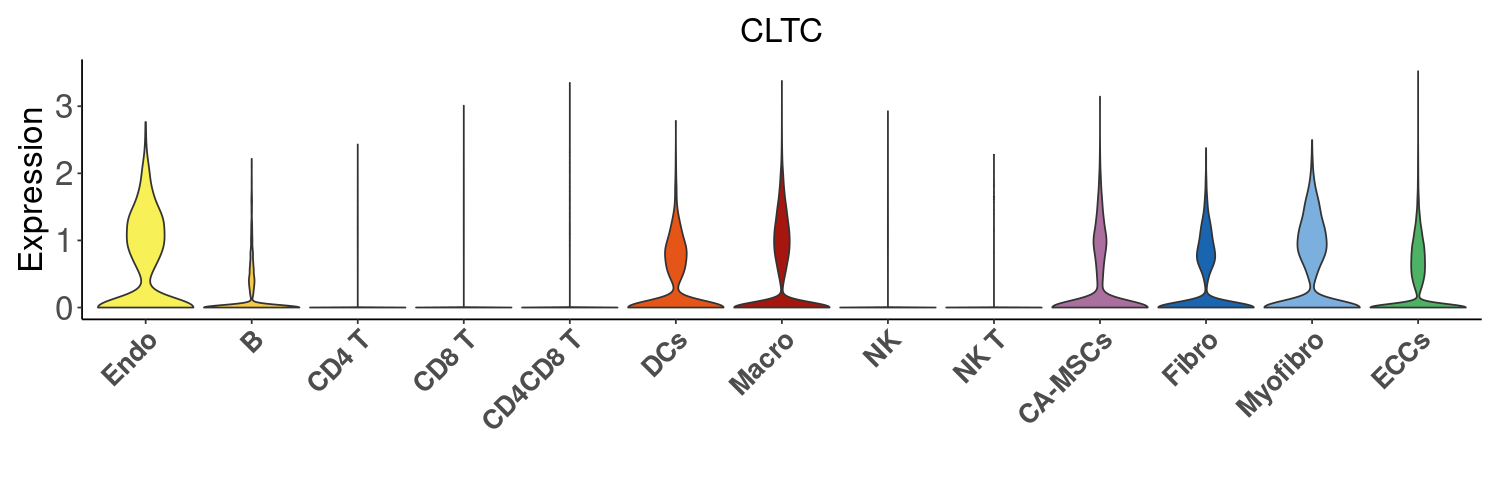 CLTC
Expression
3
2
1
0
Endo
B
CD4 T
CD8 T
CD4CD8 T
DCs
Macro
NK
NK T
CA-MSCs
Fibro
Myofibro
ECCs